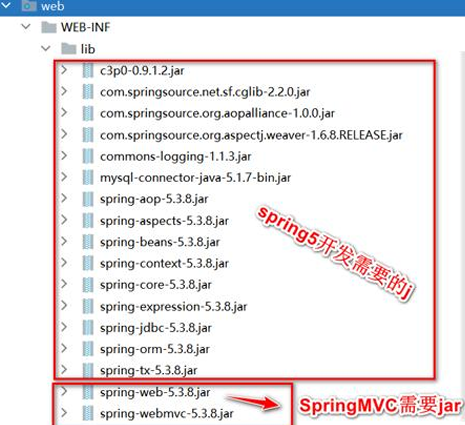 web
WEB-INF
lib
c3p0-0.9.1.2.jar
com.springsource.net.sf.cglib-2.2.0.jar
com.springsource.org.aopalliance-1.0.0.jar
com.springsource.org.aspectj.weaver-1.6.8.RELEASE.jar
commons-logging-1.1.3.jar
mysql-connector-java-5.1.7-bin.jar
spring-aop-5.3.8.jar
spring-aspects-5.3.8.jar
spring-beans-5.3.8.jar
spring-context-5.3.8.jar
spring-core-5.3.8.jar
spring-expression-5.3.8.jar
spring-jdbc-5.3.8.jar
spring-orm-5.3.8.jar
spring-tx-5.3.8.jar
spring5开发需要的j
spring-web-5.3.8.jar
spring-webmvc-5.3.8.jar
SpringMVC需要jar